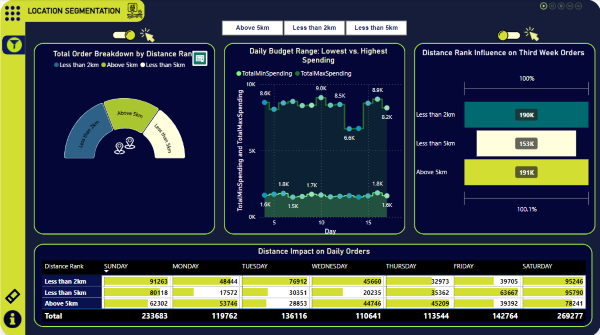 LOCATION SEGMENTATION
Above 5km
Less than 2km
Less than 5km
Total Order Breakdown by Distance Rank
Less than 2km Above 5km Less than 5km
Less than 2km
Above 5km
Less than 5km
Daily Budget Range: Lowest vs. Highest
Spending
TotalMinSpending TotalMaxSpending
TotalMinSpending and TotalMaxSpending
10K
5K
0K
8.6K
8.2K
9.0K
8.5K
6.6K
8.9K
8.2K
1.6K
1.8K
1.5K
1.7K
1.8K
1.6K
5
10
15
Day
Distance Rank Influence on Third Week Orders
100%
Less than 2km
190K
Less than 5km
153K
Above 5km
191K
100.1%
Distance Impact on Daily Orders
Distance Rank SUNDAY MONDAY TUESDAY WEDNESDAY THURSDAY FRIDAY SATURDAY
Less than 2km 91263 48444 76912 45660 32973 39705 95246
Less than 5km 80118 17572 30351 20235 35362 63667 95790
Above 5km 62302 53746 28853 44746 45209 39392 78241
Total 233683 119762 136116 110641 113544 142764 269277